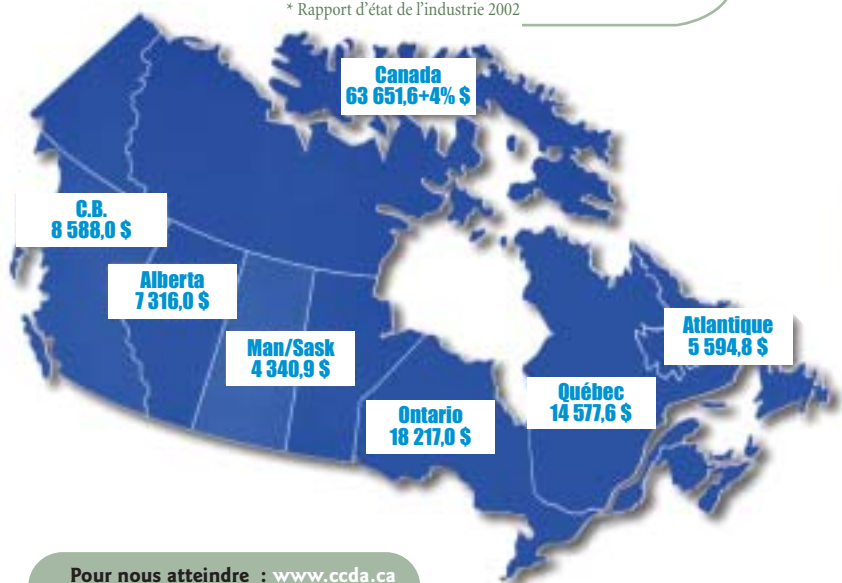 * Rapport d'état de l'industrie 2002
Canada
63 651,6+4% $
C.B.
8 588,0 $
Alberta
7 316,0 $
Man/Sask
4 340,9 $
Ontario
18 217,0 $
Québec
14 577,6 $
Atlantique
5 594,8 $
Pour nous atteindre : www.ccda.ca